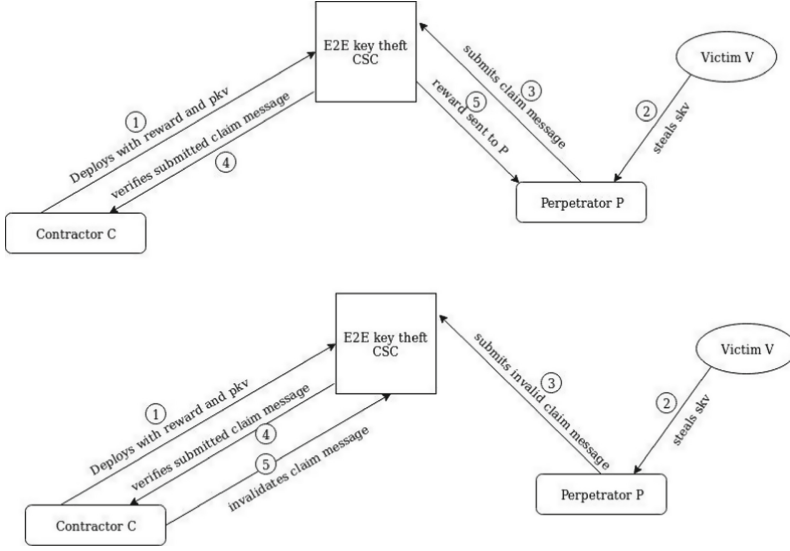 E2E key theft
CSC
Victim V
1
Deploys with reward and pkv
verifies submitted claim message
4
submits claim message
3
5
reward sent to P
2
steals skv
Contractor C
Perpetrator P
E2E key theft
CSC
Victim V
1
Deploys with reward and pkv
verifies submitted claim message
4
5
invalidates claim message
submits invalid claim message
3
2
steals skv
Contractor C
Perpetrator P